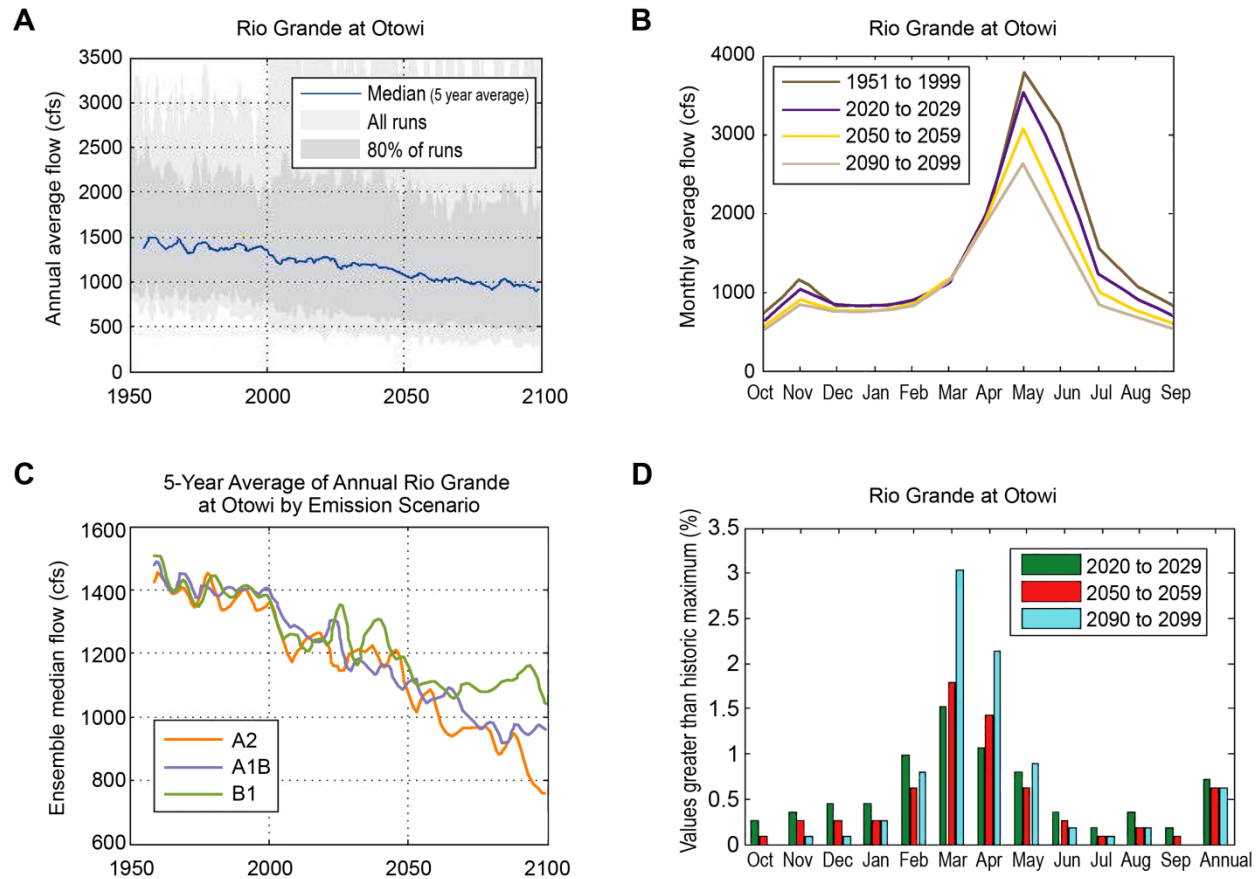 A
Rio Grande at Otowi
Annual average flow (cfs)
3500
3000
2500
2000
1500
1000
500
0
1950
2000
2050
2100
Median (5 year average)
All runs
80% of runs
B
Rio Grande at Otowi
Monthly average flow (cfs)
4000
3000
2000
1000
0
Oct Nov Dec Jan Feb Mar Apr May Jun Jul Aug Sep
1951 to 1999
2020 to 2029
2050 to 2059
2090 to 2099
C
5-Year Average of Annual Rio Grande
at Otowi by Emission Scenario
Ensemble median flow (cfs)
1600
1400
1200
1000
800
600
1950
2000
2050
2100
A2
A1B
B1
D
Rio Grande at Otowi
Values greater than historic maximum (%)
3.5
3
2.5
2
1.5
1
0.5
0
Oct Nov Dec Jan Feb Mar Apr May Jun Jul Aug Sep Annual
2020 to 2029
2050 to 2059
2090 to 2099